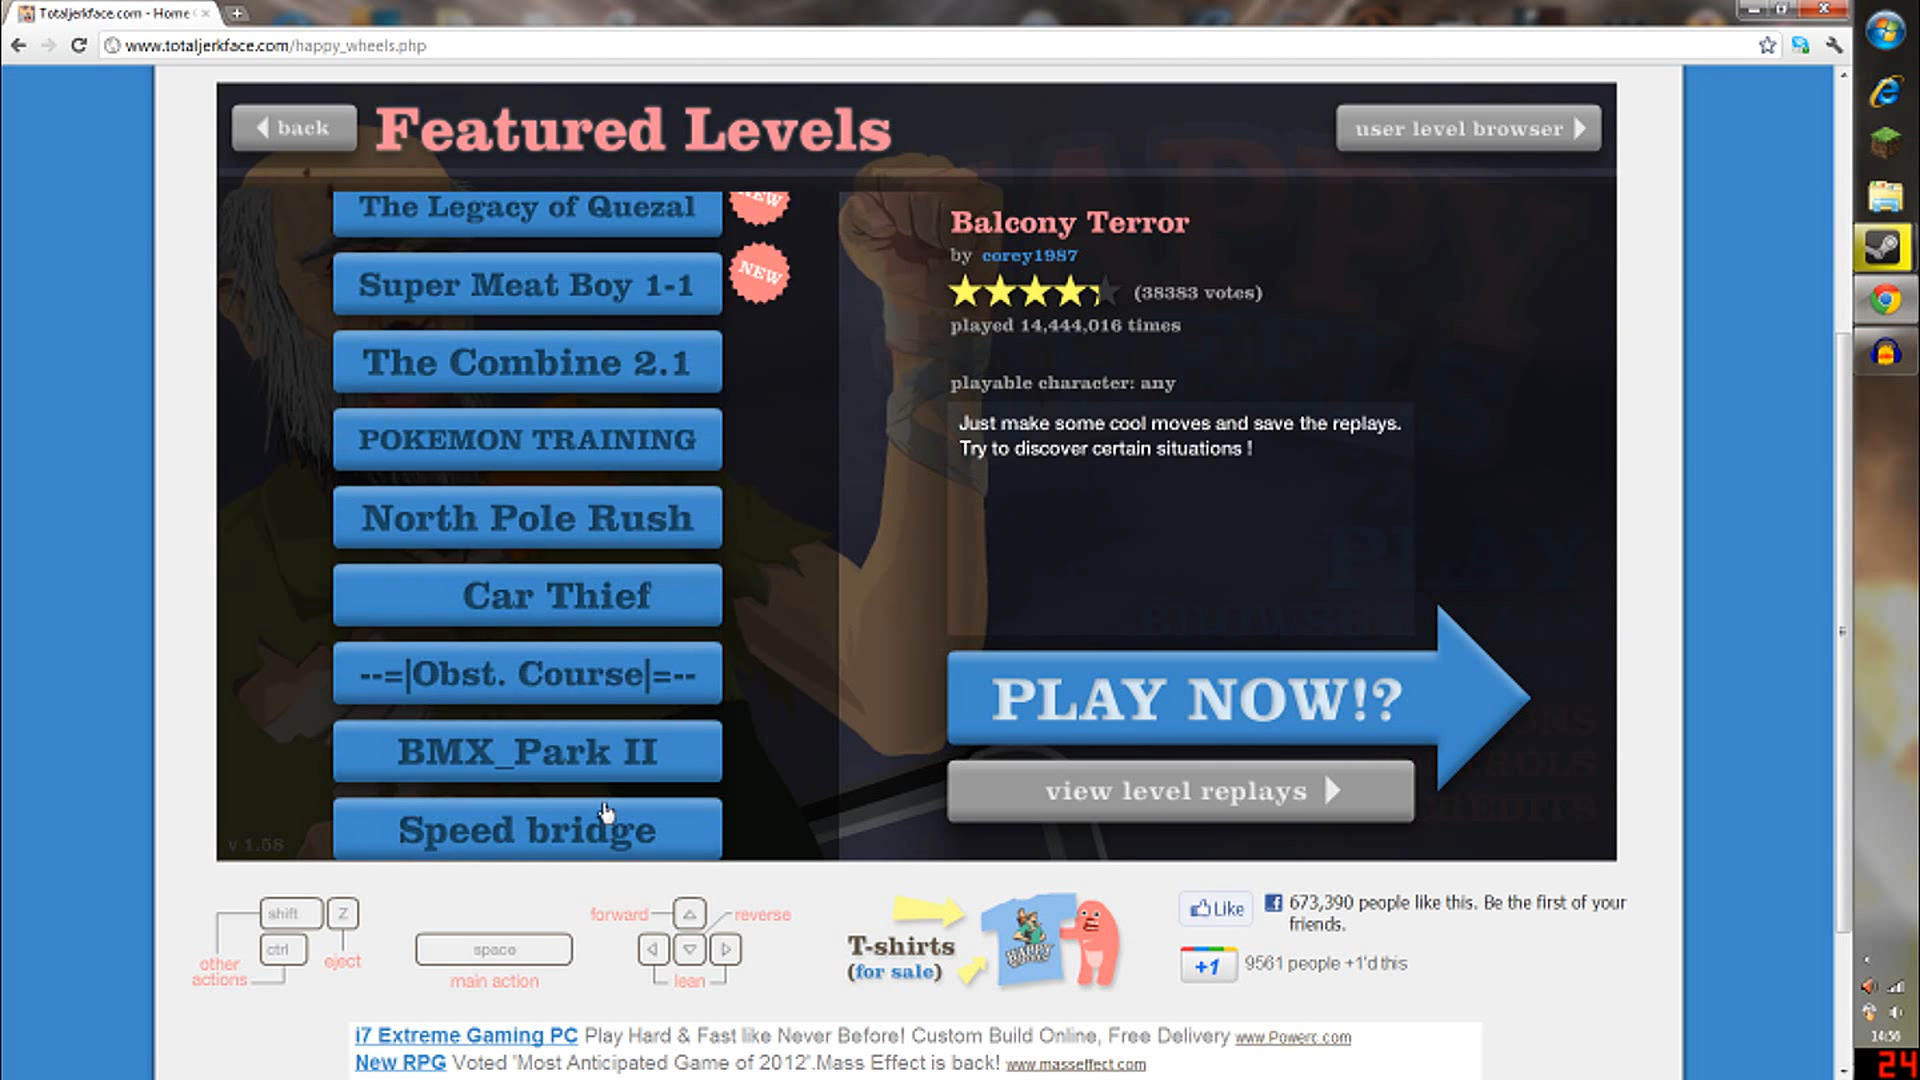 Totaljerkface.com - Home
www.totaljerkface.com/happy_wheels.php
back
Featured Levels
user level browser
The Legacy of Quezal
NEW
Super Meat Boy 1-1
NEW
The Combine 2.1
POKEMON TRAINING
North Pole Rush
Car Thief
--=|Obst. Course|=--
BMX_Park II
Speed bridge
v 1.58
Balcony Terror
by corey1987
(38383 votes)
played 14,444,016 times
playable character: any
Just make some cool moves and save the replays.
Try to discover certain situations !
PLAY NOW!?
view level replays
shift
Z
ctrl
other
actions
eject
space
main action
forward
reverse
lean
T-shirts
(for sale)
HAPPY
Like
673,390 people like this. Be the first of your
friends.
+1
9561 people +1'd this
i7 Extreme Gaming PC Play Hard & Fast like Never Before! Custom Build Online, Free Delivery www.Powerc.com
New RPG Voted "Most Anticipated Game of 2012".Mass Effect is back! www.masseffect.com
14:56
24